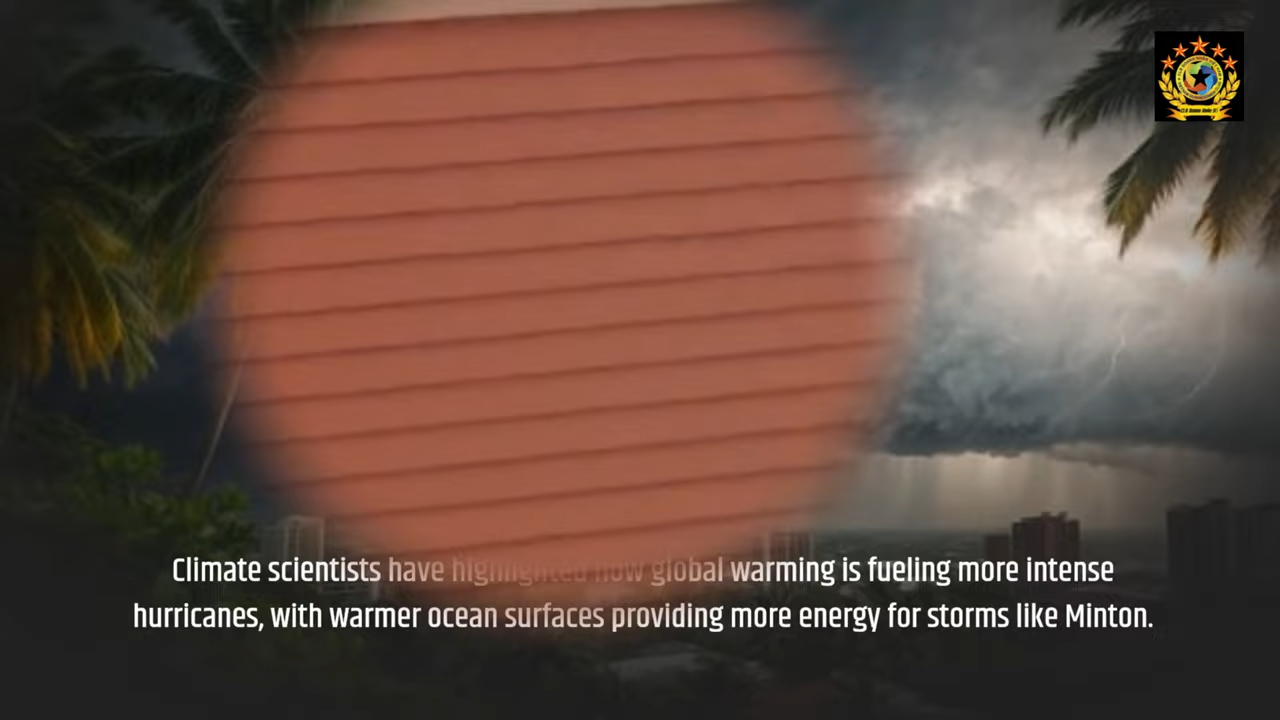 Climate scientists have highlighted how global warming is fueling more intense
hurricanes, with warmer ocean surfaces providing more energy for storms like Minton.